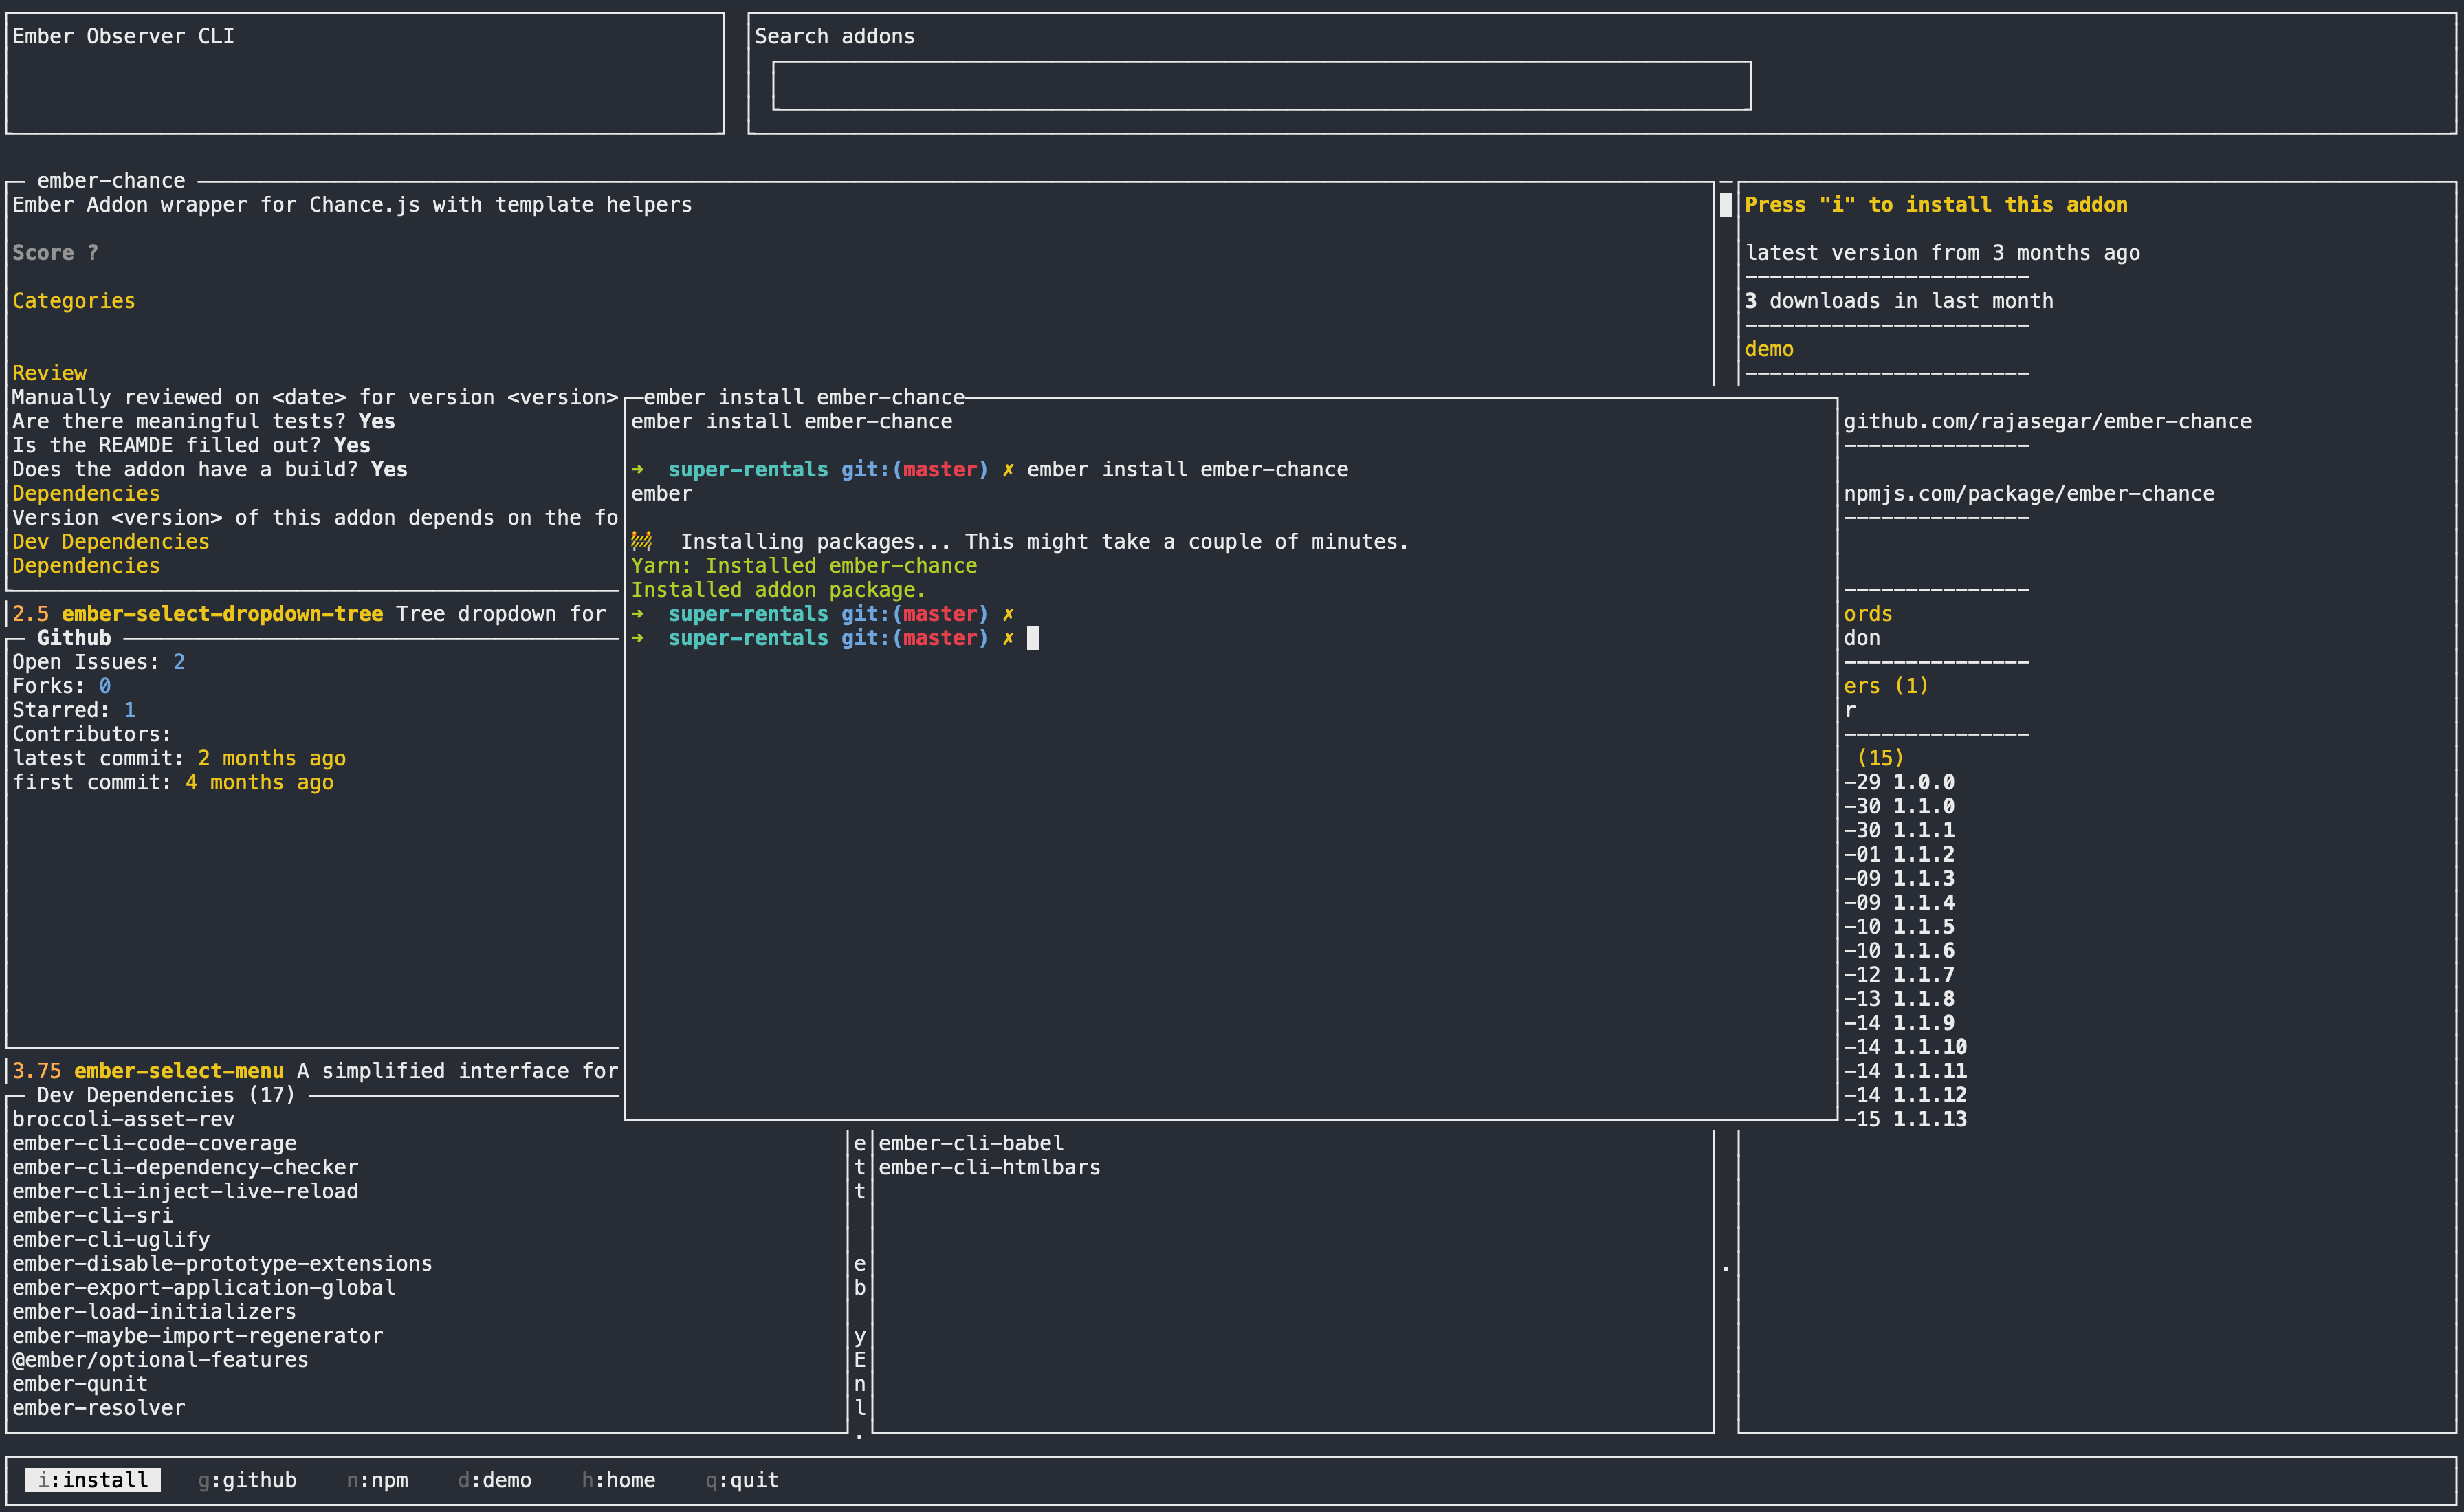 Ember Observer CLI
Search addons
ember-chance
Ember Addon wrapper for Chance.js with template helpers
Score ?
Categories
Review
Manually reviewed on <date> for version <version>
Are there meaningful tests? Yes
Is the REAMDE filled out? Yes
Does the addon have a build? Yes
Dependencies
Version <version> of this addon depends on the fo
Dev Dependencies
Dependencies
2.5 ember-select-dropdown-tree Tree dropdown for
Github
Open Issues: 2
Forks: 0
Starred: 1
Contributors:
latest commit: 2 months ago
first commit: 4 months ago
3.75 ember-select-menu A simplified interface for
Dev Dependencies (17)
broccoli-asset-rev
ember-cli-code-coverage
ember-cli-dependency-checker
ember-cli-inject-live-reload
ember-cli-sri
ember-cli-uglify
ember-disable-prototype-extensions
ember-export-application-global
ember-load-initializers
ember-maybe-import-regenerator
@ember/optional-features
ember-qunit
ember-resolver
e
t
t
e
b
y
E
n
l
.
ember-cli-babel
ember-cli-htmlbars
.
ember install ember-chance
ember install ember-chance
➜ super-rentals git:(master) ✗ ember install ember-chance
ember
🚧 Installing packages... This might take a couple of minutes.
Yarn: Installed ember-chance
Installed addon package.
➜ super-rentals git:(master) ✗
➜ super-rentals git:(master) ✗
Press "i" to install this addon
latest version from 3 months ago
-----------------------
3 downloads in last month
-----------------------
demo
-----------------------
github.com/rajasegar/ember-chance
---------------
npmjs.com/package/ember-chance
---------------
---------------
ords
don
---------------
ers (1)
r
---------------
(15)
-29 1.0.0
-30 1.1.0
-30 1.1.1
-01 1.1.2
-09 1.1.3
-09 1.1.4
-10 1.1.5
-10 1.1.6
-12 1.1.7
-13 1.1.8
-14 1.1.9
-14 1.1.10
-14 1.1.11
-14 1.1.12
-15 1.1.13
i:install g:github n:npm d:demo h:home q:quit